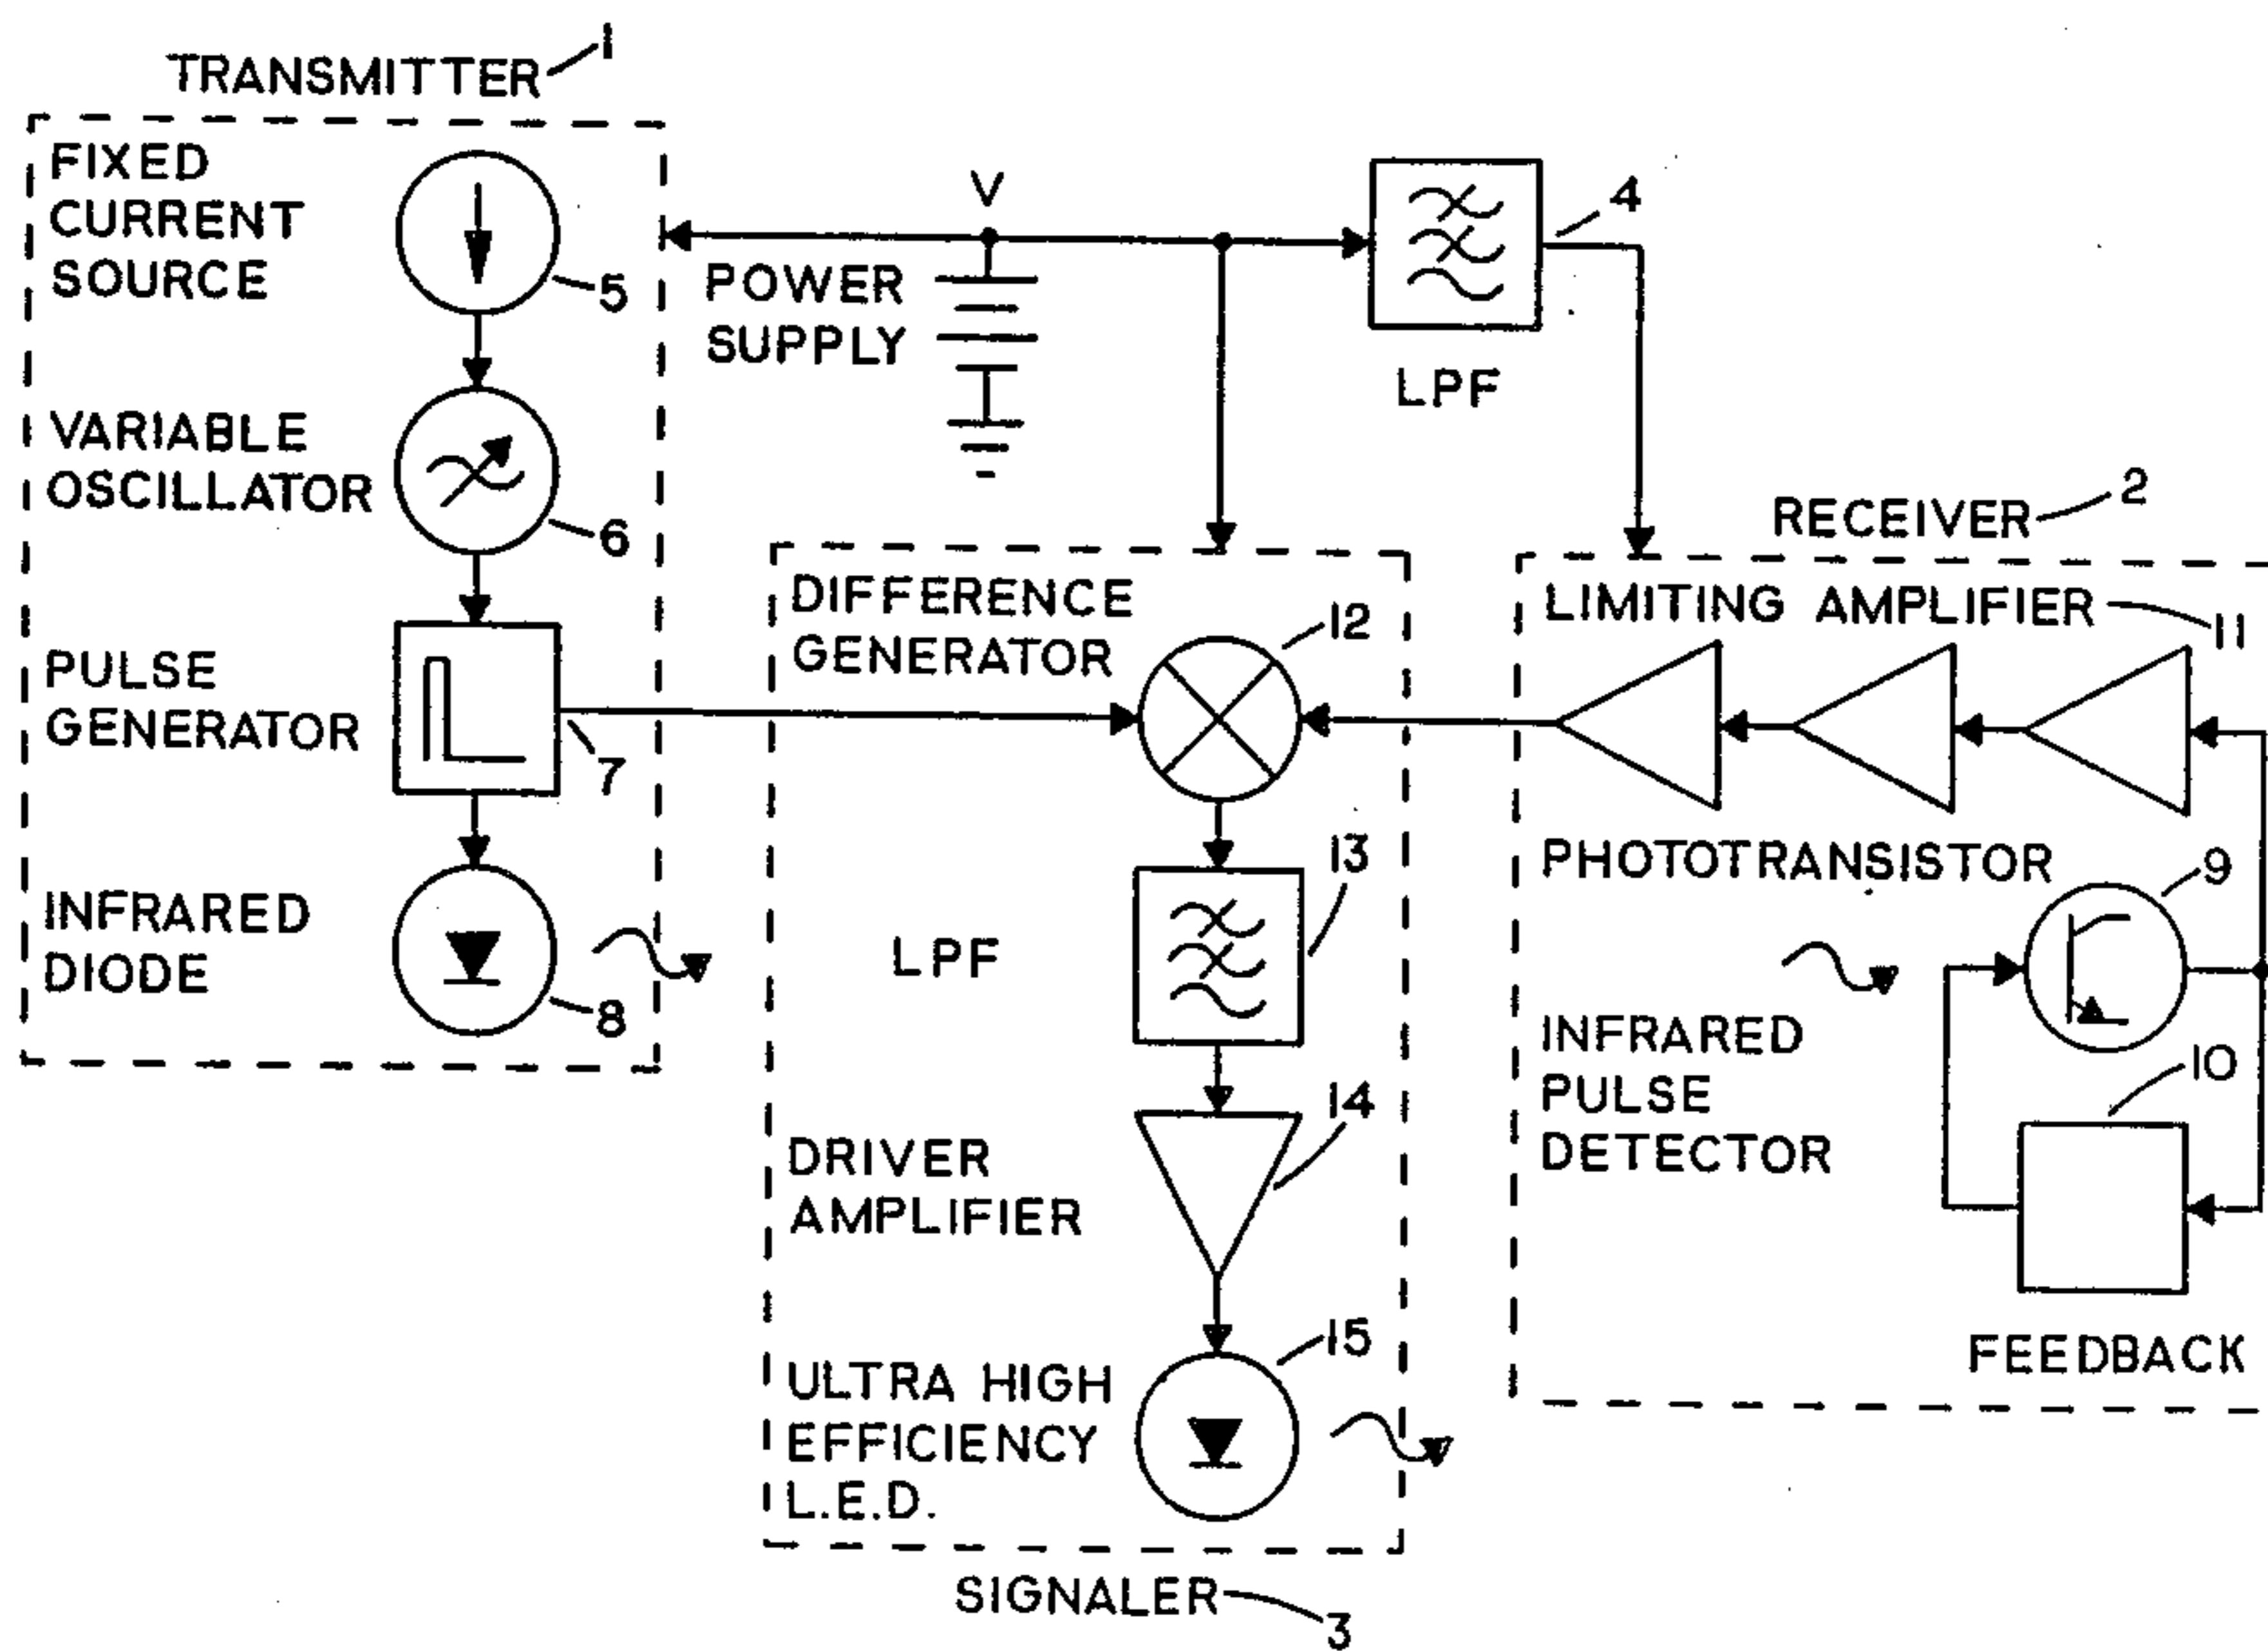 TRANSMITTER 1
FIXED
CURRENT
SOURCE
5
VARIABLE
OSCILLATOR
6
PULSE
GENERATOR
7
INFRARED
DIODE
8
V
POWER
SUPPLY
4
LPF
RECEIVER 2
LIMITING AMPLIFIER
11
PHOTOTRANSISTOR
9
INFRARED
PULSE
DETECTOR
10
FEEDBACK
DIFFERENCE
GENERATOR
12
LPF
13
DRIVER
AMPLIFIER
14
ULTRA HIGH
EFFICIENCY
L.E.D.
15
SIGNALER 3